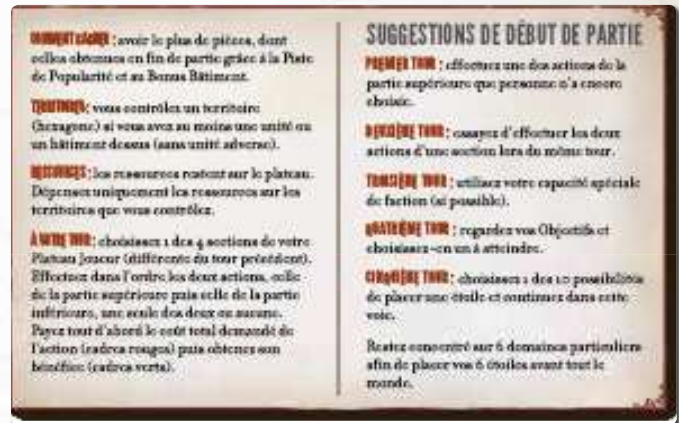 COMMENT GAGNER : avoir le plus de pièces, dont
celles obtenues en fin de partie grâce à la Piste
de Popularité et au Bonus Bâtiment.
TERRITOIRES : vous contrôlez un territoire
(hexagone) si vous avez au moins une unité ou
un bâtiment dessus (sans unité adverse).
RESSOURCES : les ressources restent sur le plateau.
Dépensez uniquement les ressources sur les
territoires que vous contrôlez.
À VOTRE TOUR : choisissez 1 des 4 sections de votre
Plateau Joueur (différente du tour précédent).
Effectuez dans l'ordre les deux actions, celle
de la partie supérieure puis celle de la partie
inférieure, une seule des deux ou aucune.
Payez tout d'abord le coût total demandé de
l'action (cadres rouges) puis obtenez son
bénéfice (cadres verts).
SUGGESTIONS DE DÉBUT DE PARTIE
PREMIER TOUR : effectuez une des actions de la
partie supérieure que personne n'a encore
choisie.
DEUXIÈME TOUR : essayez d'effectuer les deux
actions d'une section lors du même tour.
TROISIÈME TOUR : utilisez votre capacité spéciale
de faction (si possible).
QUATRIÈME TOUR : regardez vos Objectifs et
choisissez-en un à atteindre.
CINQUIÈME TOUR : choisissez 1 des 10 possibilités
de placer une étoile et continuez dans cette
voie.
Restez concentré sur 6 domaines particuliers
afin de placer vos 6 étoiles avant tout le
monde.